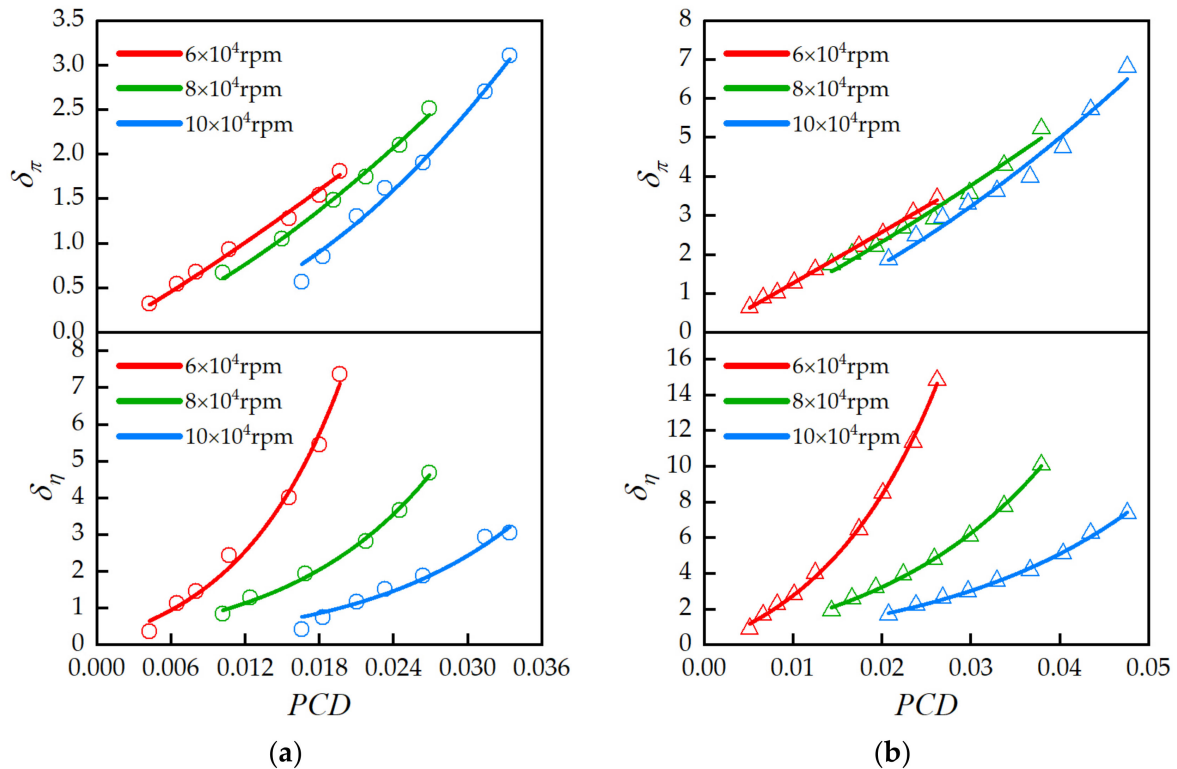 3.5
3.0
2.5
2.0
1.5
1.0
0.5
0.0
δπ
6×10⁴rpm
8×10⁴rpm
10×10⁴rpm
8
7
6
5
4
3
2
1
0
δη
6×10⁴rpm
8×10⁴rpm
10×10⁴rpm
0.000 0.006 0.012 0.018 0.024 0.030 0.036
PCD
(a)
8
7
6
5
4
3
2
1
0
δπ
6×10⁴rpm
8×10⁴rpm
10×10⁴rpm
16
14
12
10
8
6
4
2
0
δη
6×10⁴rpm
8×10⁴rpm
10×10⁴rpm
0.00 0.01 0.02 0.03 0.04 0.05
PCD
(b)